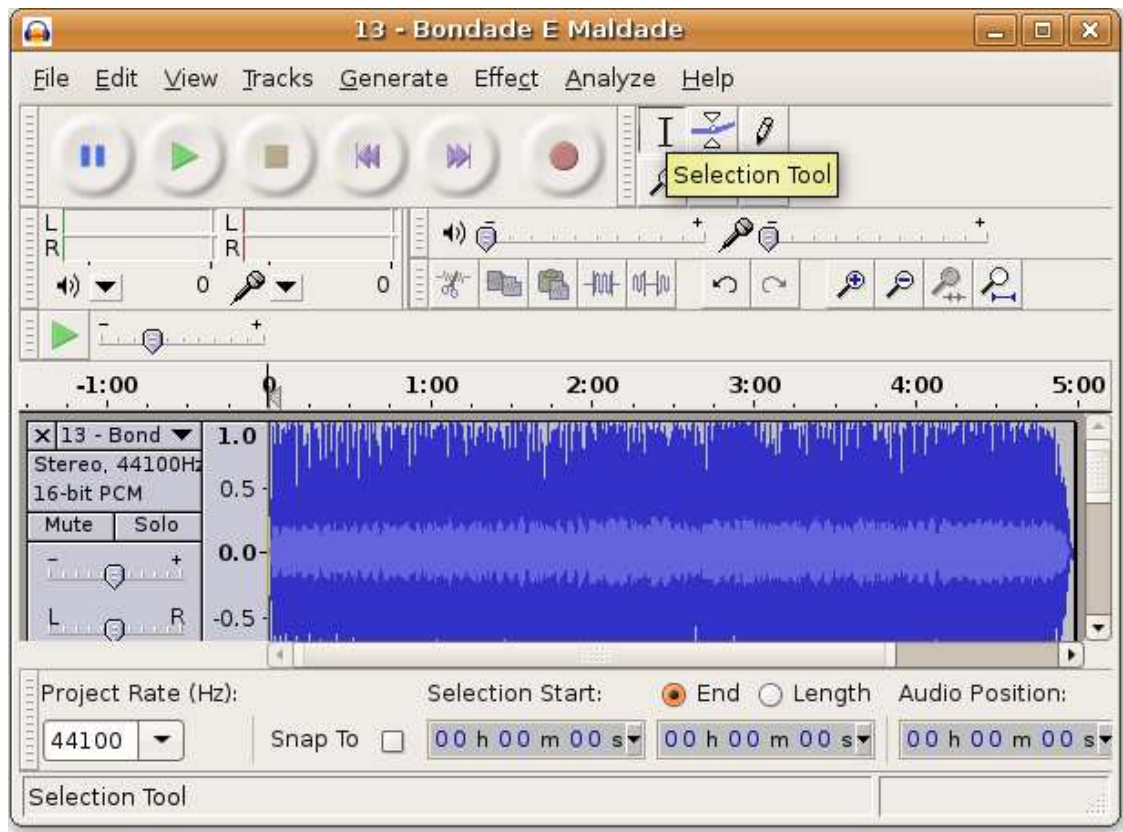 13 - Bondade E Maldade
File Edit View Tracks Generate Effect Analyze Help
Selection Tool
L
R
L
R
- +
- +
0
0
- +
-1:00 0 1:00 2:00 3:00 4:00 5:00
13 - Bond
Stereo, 44100Hz
16-bit PCM
Mute Solo
- +
L R
1.0
0.5
0.0
-0.5
Project Rate (Hz): Selection Start: End Length Audio Position:
44100 Snap To 00 h 00 m 00 s 00 h 00 m 00 s 00 h 00 m 00 s
Selection Tool